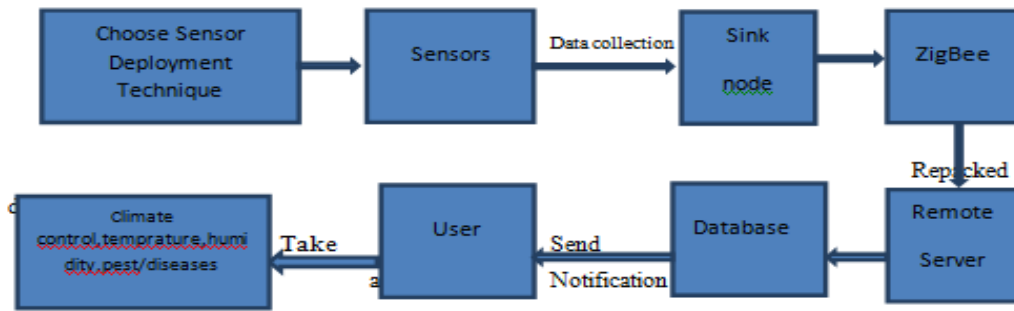 Choose Sensor
Deployment
Technique
Sensors
Data collection
Sink
node
ZigBee
Repacked
Remote
Server
Database
Send
Notification
User
Take
a
Climate
control,temprature,humi
dity,pest/diseases